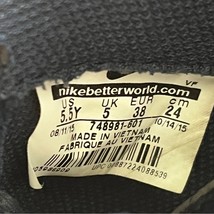 VF
nikebetterworld.com.
US UK EUR cm
5.5Y 5 38 24
08/11/15 748981-601 10/14/15
MADE IN VIETNAM
FABRIQUE AU VIETNAM